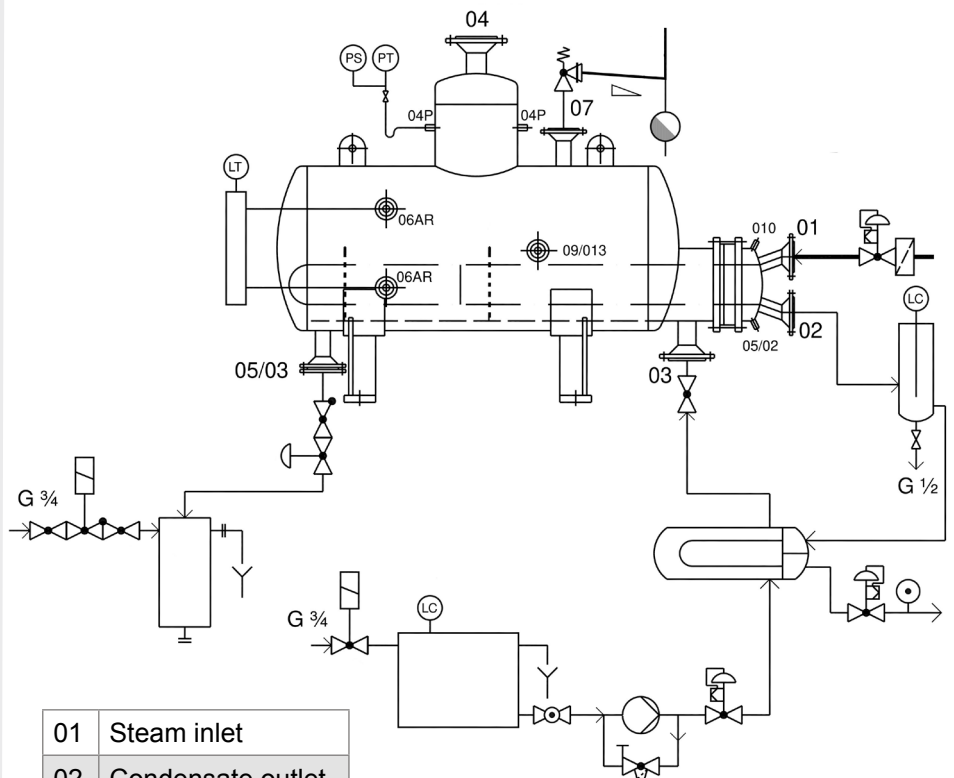 04
PS
PT
07
04P
04P
LT
06AR
010
01
09/013
06AR
LC
02
05/02
05/03
03
G ½
G ¾
G ¾
LC
01 Steam inlet
02 Condensate outlet